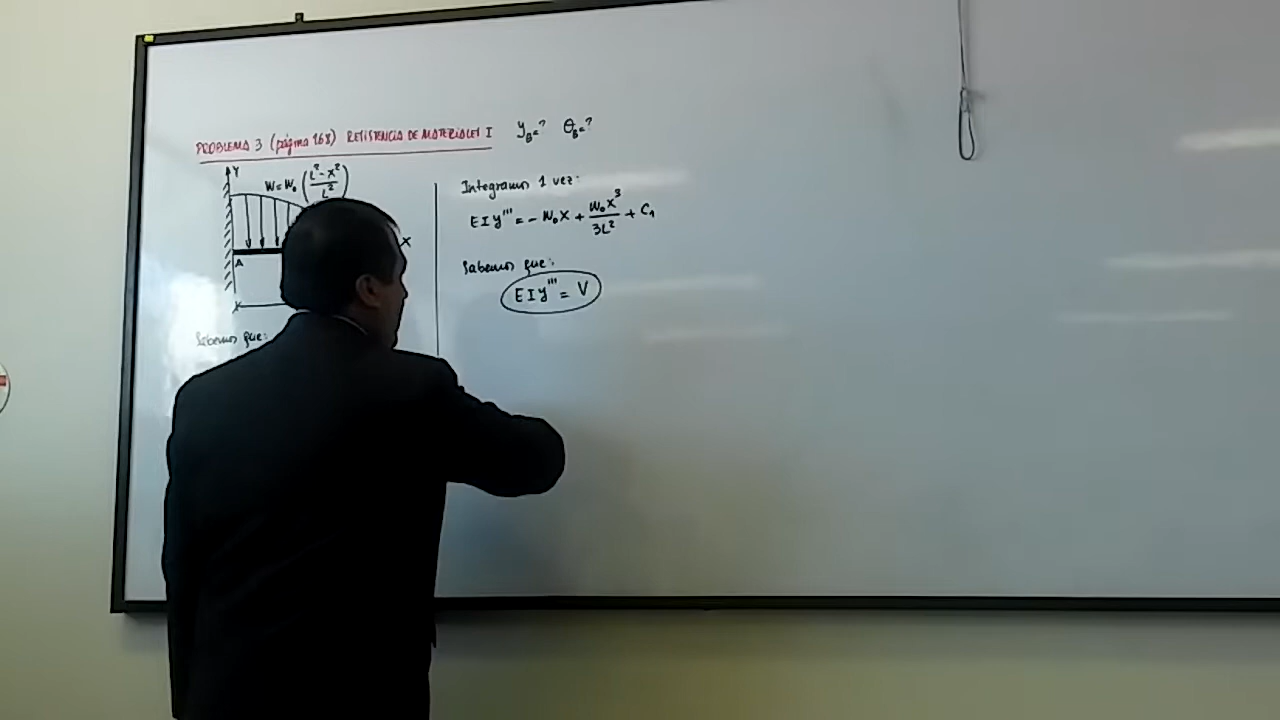 PROBLEMA 3 (página 168) RESISTENCIA DE MATERIALES I y_B=? θ_B=?
Y
W=W₀ (L²-x²/L²)
X
A
Sabemos que:
Integramos 1 vez:
EIy''' = - W₀x + W₀x³/3L² + C₁
Sabemos que:
EIy''' = V